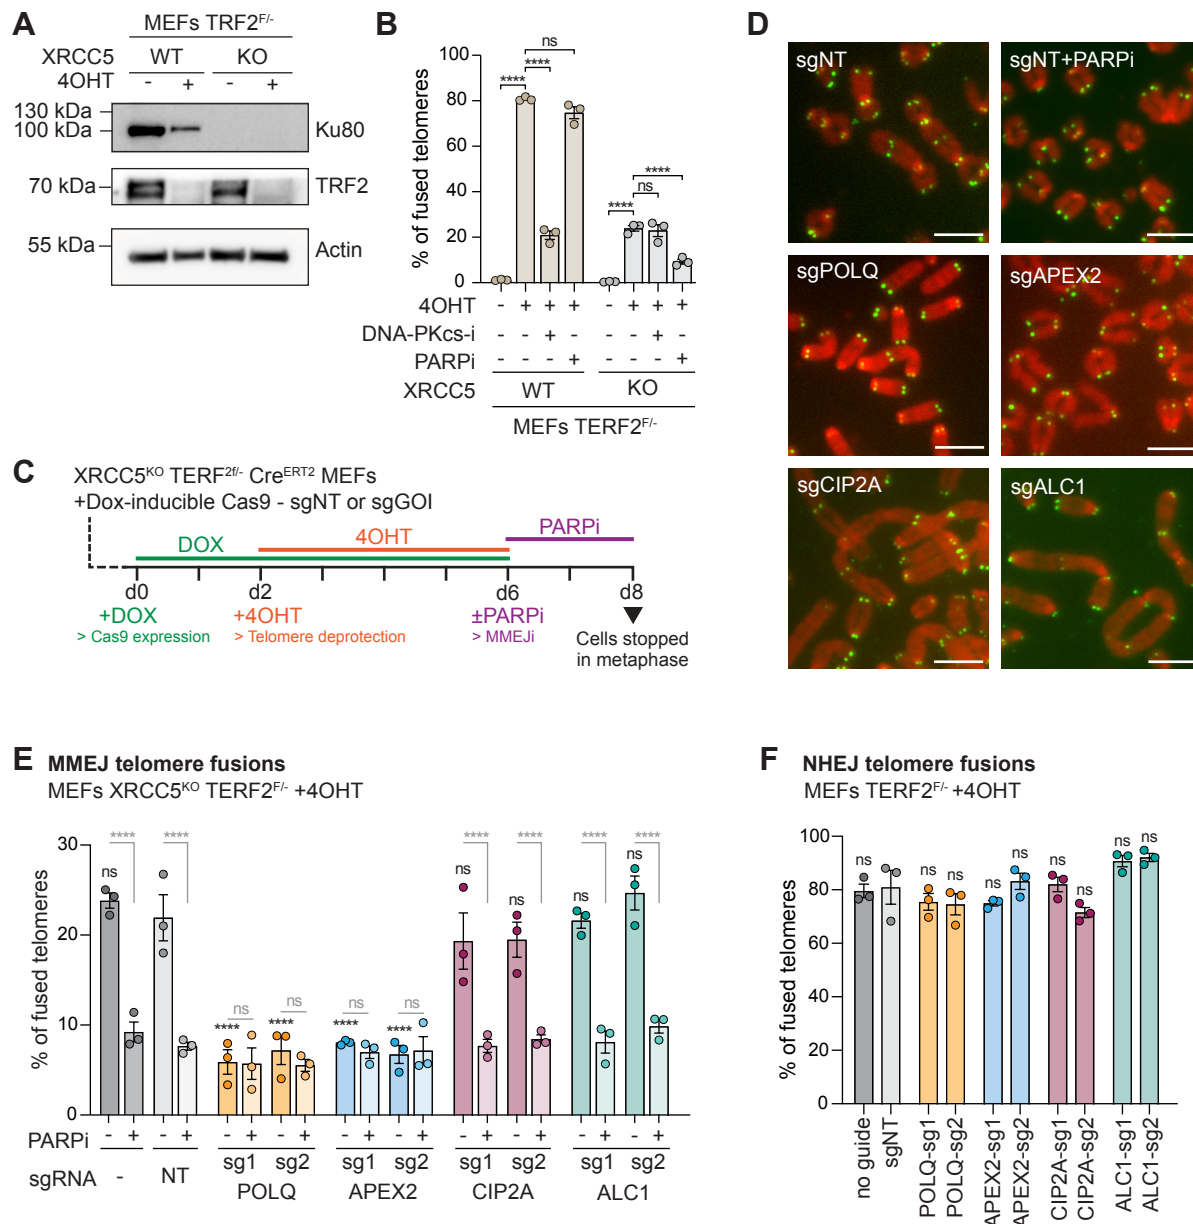 A
MEFs TRF2F/-
XRCC5 WT KO
4OHT - + - +
130 kDa
100 kDa
Ku80
70 kDa
TRF2
55 kDa
Actin
B
% of fused telomeres
100
80
60
40
20
0
ns
**** ****
****
**** ns
4OHT - + + + - + + +
DNA-PKcs-i - - + - - - + -
PARPi - - - + - - - +
XRCC5 WT KO
MEFs TERF2F/-
C
XRCC5KO TERF2f/- CreERT2 MEFs
+Dox-inducible Cas9 - sgNT or sgGOI
DOX 4OHT PARPi
d0 d2 d6 d8
+DOX +4OHT ±PARPi
> Cas9 expression > Telomere deprotection > MMEJi
Cells stopped
in metaphase
D
sgNT sgNT+PARPi
sgPOLQ sgAPEX2
sgCIP2A sgALC1
E MMEJ telomere fusions
MEFs XRCC5KO TERF2F/- +4OHT
% of fused telomeres
30
20
10
0
**** **** **** **** **** ****
ns ns ns ns
ns ns ns ns
**** **** **** ****
PARPi - + - + - + - + - + - + - + - + - + - +
sgRNA - NT sg1 sg2 sg1 sg2 sg1 sg2 sg1 sg2
POLQ APEX2 CIP2A ALC1
F NHEJ telomere fusions
MEFs TERF2F/- +4OHT
% of fused telomeres
100
80
60
40
20
0
ns ns ns ns ns ns ns ns ns
no guide
sgNT
POLQ-sg1
POLQ-sg2
APEX2-sg1
APEX2-sg2
CIP2A-sg1
CIP2A-sg2
ALC1-sg1
ALC1-sg2